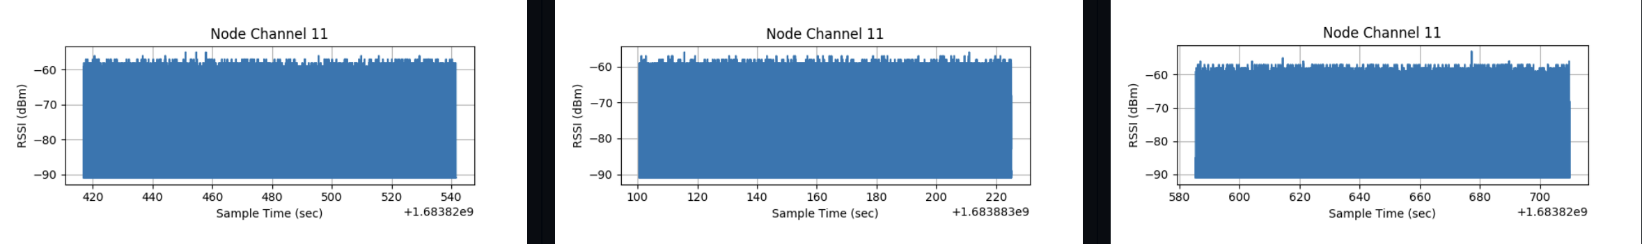 Node Channel 11
RSSI (dBm)
−60
−70
−80
−90
420 440 460 480 500 520 540
Sample Time (sec)
+1.68382e9
Node Channel 11
RSSI (dBm)
−60
−70
−80
−90
100 120 140 160 180 200 220
Sample Time (sec)
+1.683883e9
Node Channel 11
RSSI (dBm)
−60
−70
−80
−90
580 600 620 640 660 680 700
Sample Time (sec)
+1.68382e9